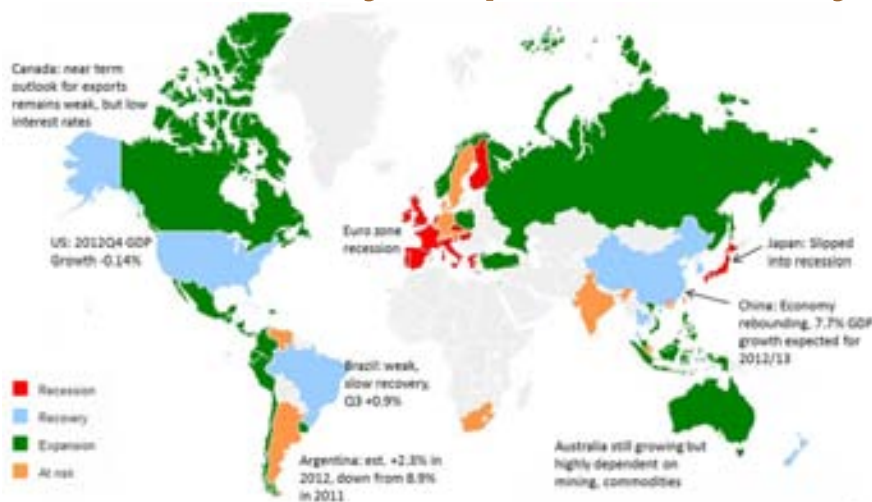 Canada: near term
outlook for exports
remains weak, but low
interest rates
US: 2012Q4 GDP
Growth -0.14%
Euro zone
recession
Japan: Slipped
into recession
China: Economy
rebounding, 7.7% GDP
growth expected for
2012/13
Brazil: weak,
slow recovery,
Q3 +0.9%
Argentina: est. +2.3% in
2012, down from 8.9%
in 2011
Australia still growing but
highly dependent on
mining, commodities
Recession
Recovery
Expansion
At risk